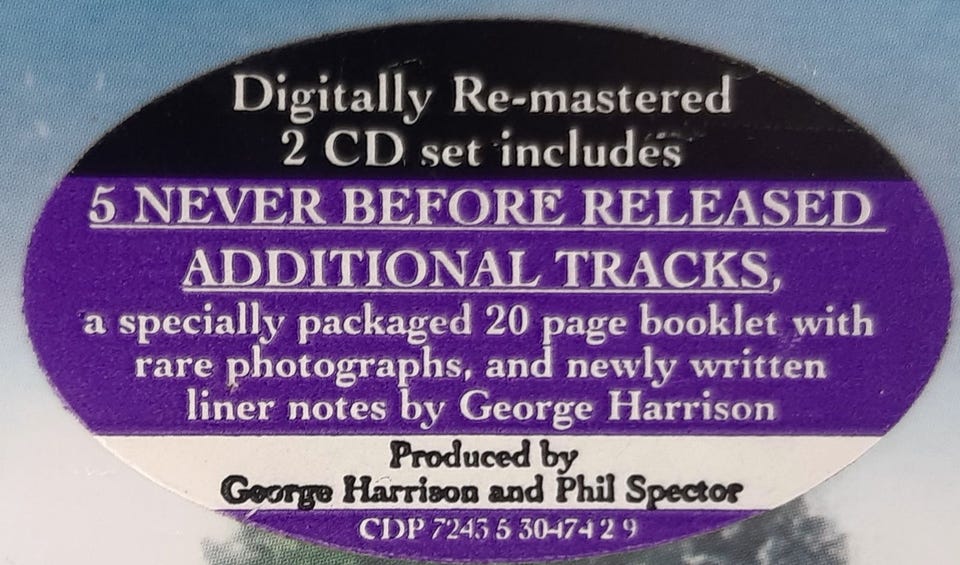 Digitally Re-mastered
2 CD set includes
5 NEVER BEFORE RELEASED
ADDITIONAL TRACKS,
a specially packaged 20 page booklet with
rare photographs, and newly written
liner notes by George Harrison
Produced by
George Harrison and Phil Spector
CDP 7243 5 30474 2 9